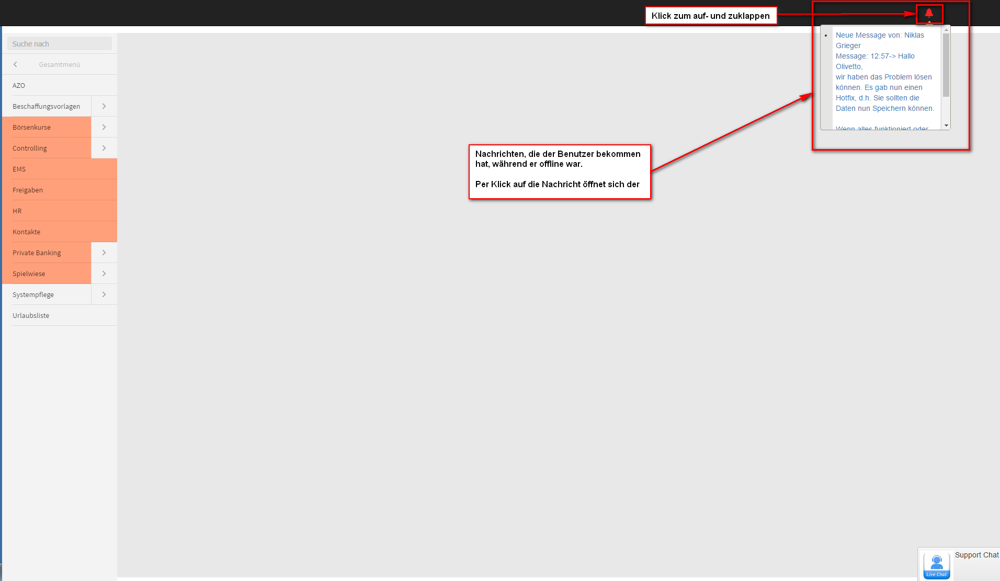 Klick zum auf- und zuklappen
Neue Message von: Niklas
Grieger
Message: 12:57-> Hallo
Olivetto,
wir haben das Problem lösen
können. Es gab nun einen
Hotfix, d.h. Sie sollten die
Daten nun Speichern können.
Wenn alles funktioniert oder
Suche nach
Gesamtmenü
AZO
Beschaffungsvorlagen
Börsenkurse
Controlling
EMS
Freigaben
HR
Kontakte
Private Banking
Spielwiese
Systempflege
Urlaubsliste
Nachrichten, die der Benutzer bekommen
hat, während er offline war.
Per Klick auf die Nachricht öffnet sich der
Support Chat
Live Chat